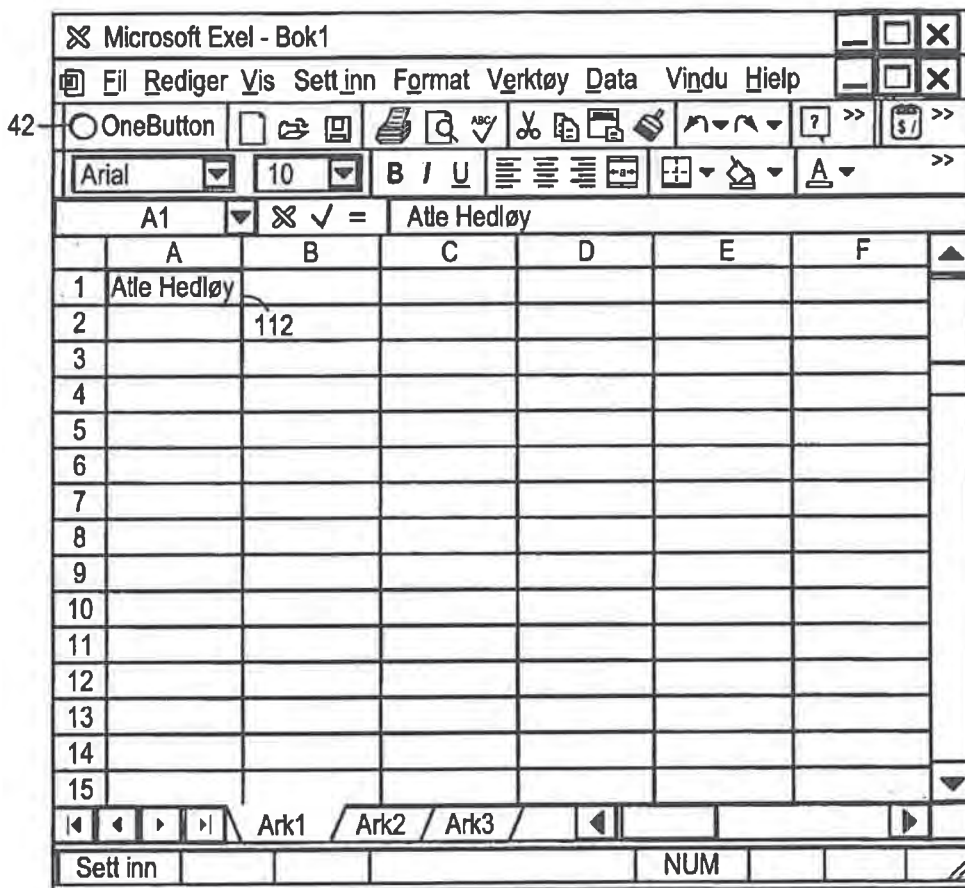 Microsoft Exel - Bok1
Fil Rediger Vis Sett inn Format Verktøy Data Vindu Hielp
42 OneButton ABC ? >> $ / >>
Arial 10 B I U a A >>
A1 = Atle Hedløy
A B C D E F
1 Atle Hedløy
2 112
3
4
5
6
7
8
9
10
11
12
13
14
15
Ark1 Ark2 Ark3
Sett inn NUM